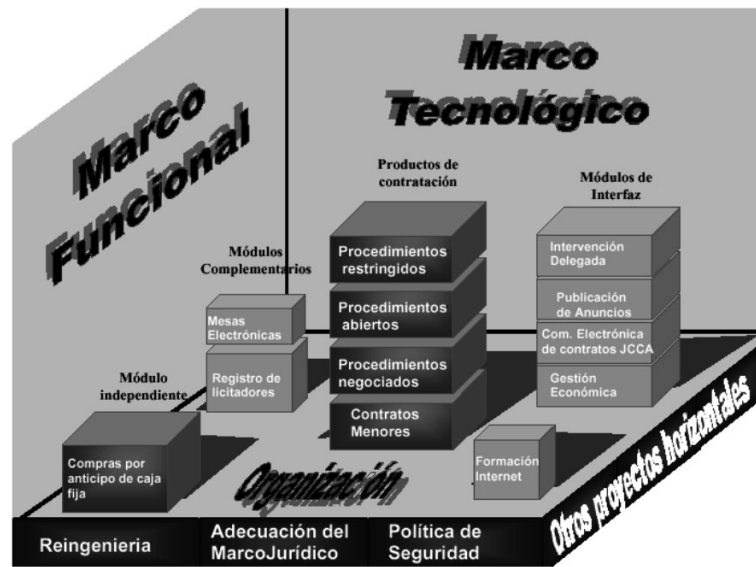 Marco
Funcional
Marco
Tecnológico
Productos de
contratación
Módulos de
Interfaz
Módulos
Complementarios
Módulo
independiente
Procedimientos
restringidos
Procedimientos
abiertos
Procedimientos
negociados
Contratos
Menores
Intervención
Delegada
Publicación
de Anuncios
Com. Electrónica
de contratos JCCA
Gestión
Económica
Mesas
Electrónicas
Registro de
licitadores
Compras por
anticipo de caja
fija
Formación
Internet
Organización
Otros proyectos horizontales
Reingenieria
Adecuación del
MarcoJurídico
Política de
Seguridad